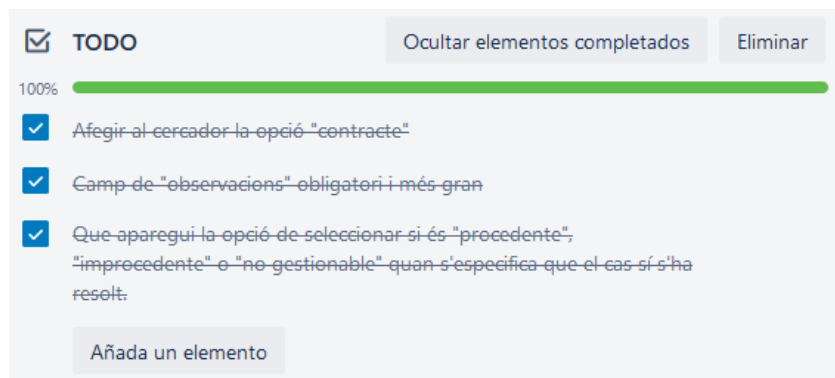 TODO
Ocultar elementos completados
Eliminar
100%
Afegir al cercador la opció "contracte"
Camp de "observacions" obligatori i més gran
Que aparegui la opció de seleccionar si és "procedente",
"improcedente" o "no gestionable" quan s'especifica que el cas sí s'ha
resolt.
Añada un elemento